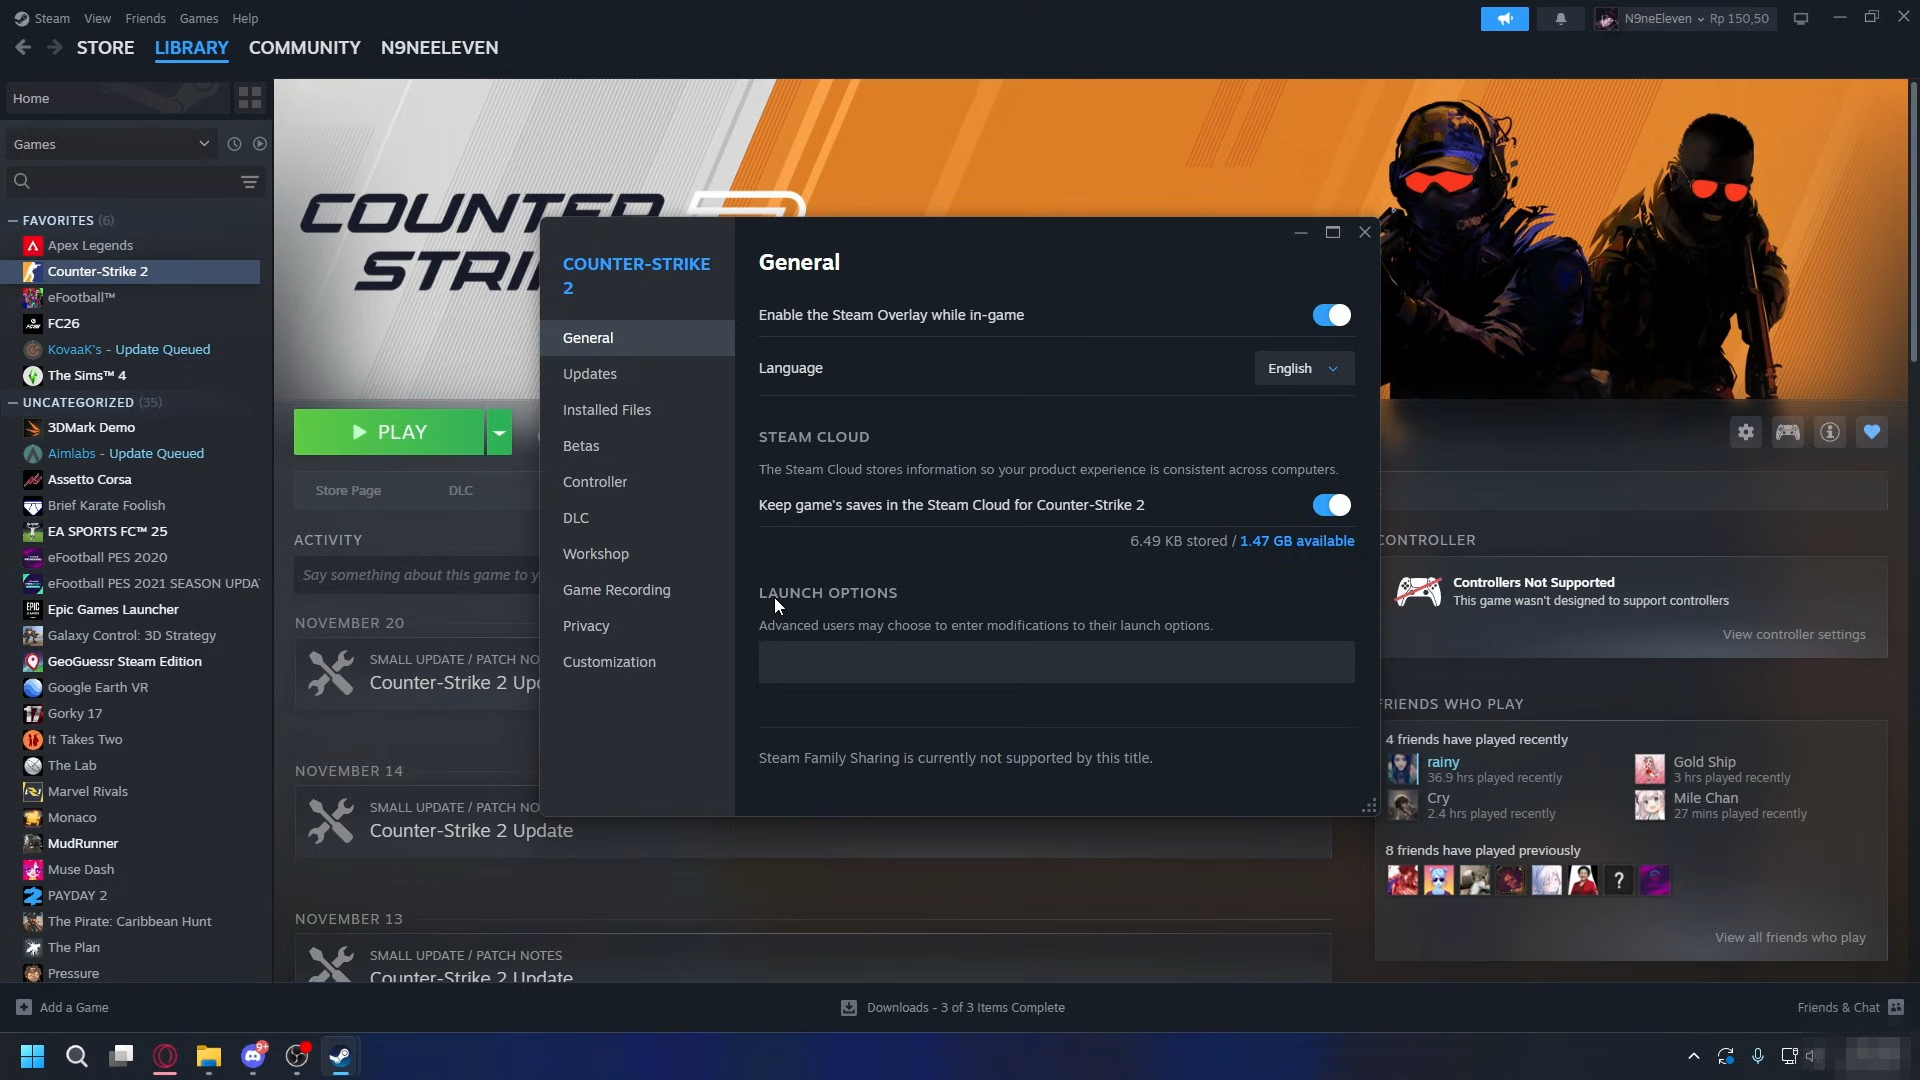 Steam View Friends Games Help
N9neEleven Rp 150,50
STORE LIBRARY COMMUNITY N9NEELEVEN
Home
Games
FAVORITES (6)
Apex Legends
Counter-Strike 2
eFootball™
FC26
KovaaK's - Update Queued
The Sims™ 4
UNCATEGORIZED (35)
3DMark Demo
Aimlabs - Update Queued
Assetto Corsa
Brief Karate Foolish
EA SPORTS FC™ 25
eFootball PES 2020
eFootball PES 2021 SEASON UPDA
Epic Games Launcher
Galaxy Control: 3D Strategy
GeoGuessr Steam Edition
Google Earth VR
Gorky 17
It Takes Two
The Lab
Marvel Rivals
Monaco
MudRunner
Muse Dash
PAYDAY 2
The Pirate: Caribbean Hunt
The Plan
Pressure
Add a Game
COUNTER
STRI
PLAY
Store Page DLC
ACTIVITY
Say something about this game to y
NOVEMBER 20
SMALL UPDATE / PATCH NO
Counter-Strike 2 Upd
NOVEMBER 14
SMALL UPDATE / PATCH NO
Counter-Strike 2 Update
NOVEMBER 13
SMALL UPDATE / PATCH NOTES
Counter-Strike 2 Update
COUNTER-STRIKE
2
General
Updates
Installed Files
Betas
Controller
DLC
Workshop
Game Recording
Privacy
Customization
General
Enable the Steam Overlay while in-game
Language English
STEAM CLOUD
The Steam Cloud stores information so your product experience is consistent across computers.
Keep game's saves in the Steam Cloud for Counter-Strike 2
6.49 KB stored / 1.47 GB available
LAUNCH OPTIONS
Advanced users may choose to enter modifications to their launch options.
Steam Family Sharing is currently not supported by this title.
CONTROLLER
Controllers Not Supported
This game wasn't designed to support controllers
View controller settings
FRIENDS WHO PLAY
4 friends have played recently
rainy
36.9 hrs played recently
Gold Ship
3 hrs played recently
Cry
2.4 hrs played recently
Mile Chan
27 mins played recently
8 friends have played previously
?
View all friends who play
Downloads - 3 of 3 Items Complete
Friends & Chat
9+